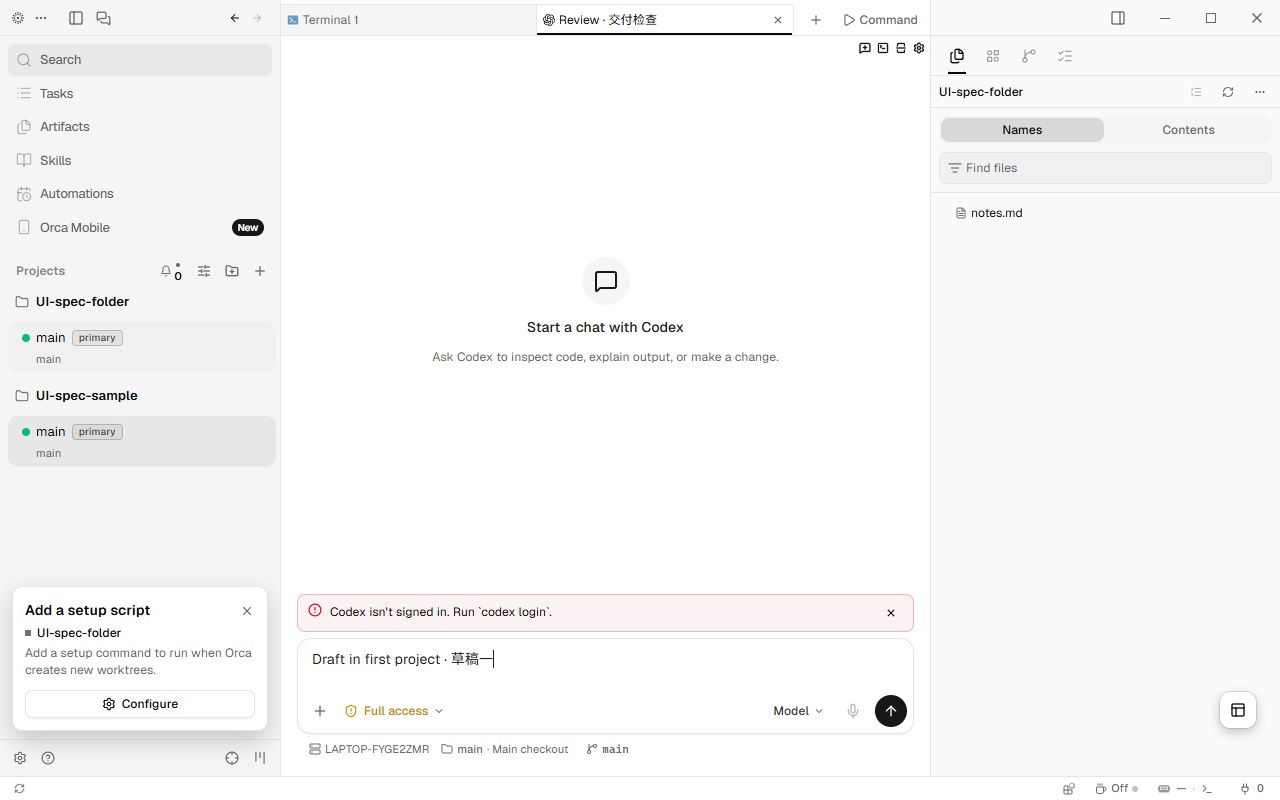 Terminal 1
Review · 交付检查
Command
Search
Tasks
Artifacts
Skills
Automations
Orca Mobile
New
Projects
0
UI-spec-folder
main primary
main
UI-spec-sample
main primary
main
Add a setup script
UI-spec-folder
Add a setup command to run when Orca
creates new worktrees.
Configure
Start a chat with Codex
Ask Codex to inspect code, explain output, or make a change.
Codex isn't signed in. Run `codex login`.
Draft in first project · 草稿一
Full access
Model
LAPTOP-FYGE2ZMR
main · Main checkout
main
UI-spec-folder
Names
Contents
Find files
notes.md
Off
— ·
0